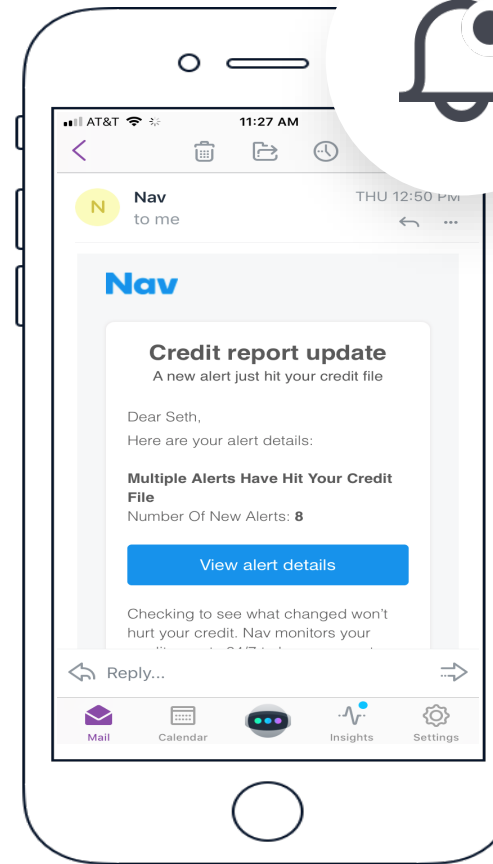 AT&T
11:27 AM
N
Nav
THU 12:50 PM
to me
Nav
Credit report update
A new alert just hit your credit file
Dear Seth,
Here are your alert details:
Multiple Alerts Have Hit Your Credit
File
Number Of New Alerts: 8
View alert details
Checking to see what changed won't
hurt your credit. Nav monitors your
Reply...
Mail
Calendar
Insights
Settings